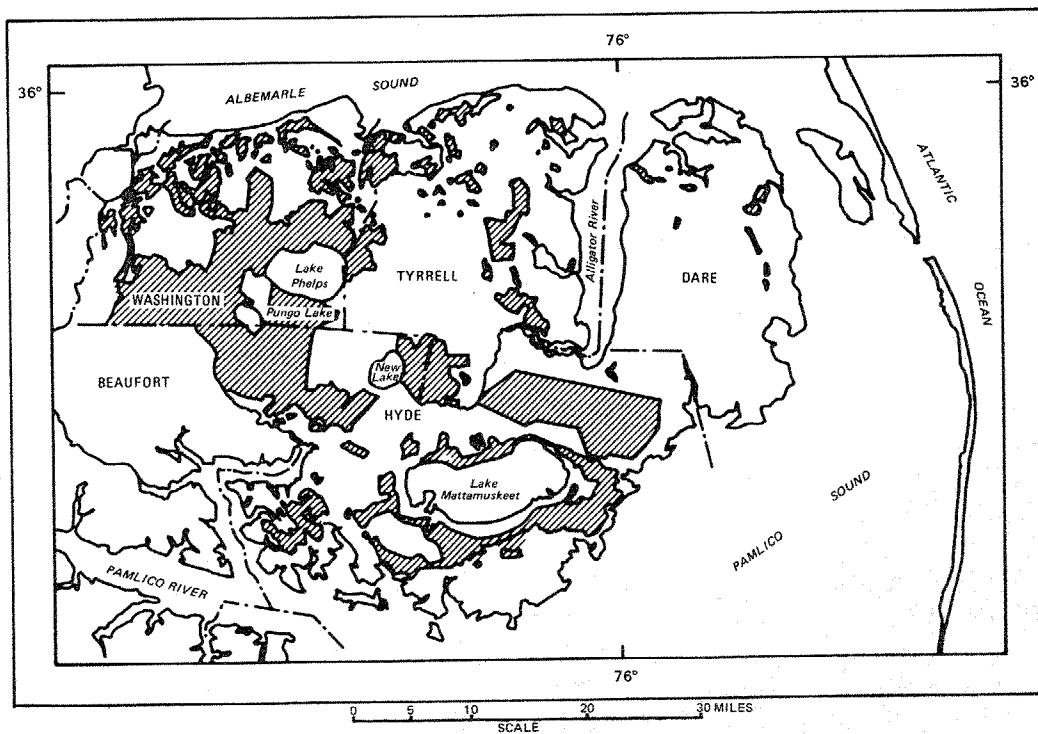 76°
36°
36°
ALBEMARLE SOUND
ATLANTIC
OCEAN
Alligator River
Lake
Phelps
TYRRELL
DARE
WASHINGTON
Pungo Lake
BEAUFORT
New
Lake
HYDE
Lake
Mattamuskeet
PAMLICO SOUND
PAMLICO RIVER
76°
0 5 10 20 30 MILES
SCALE